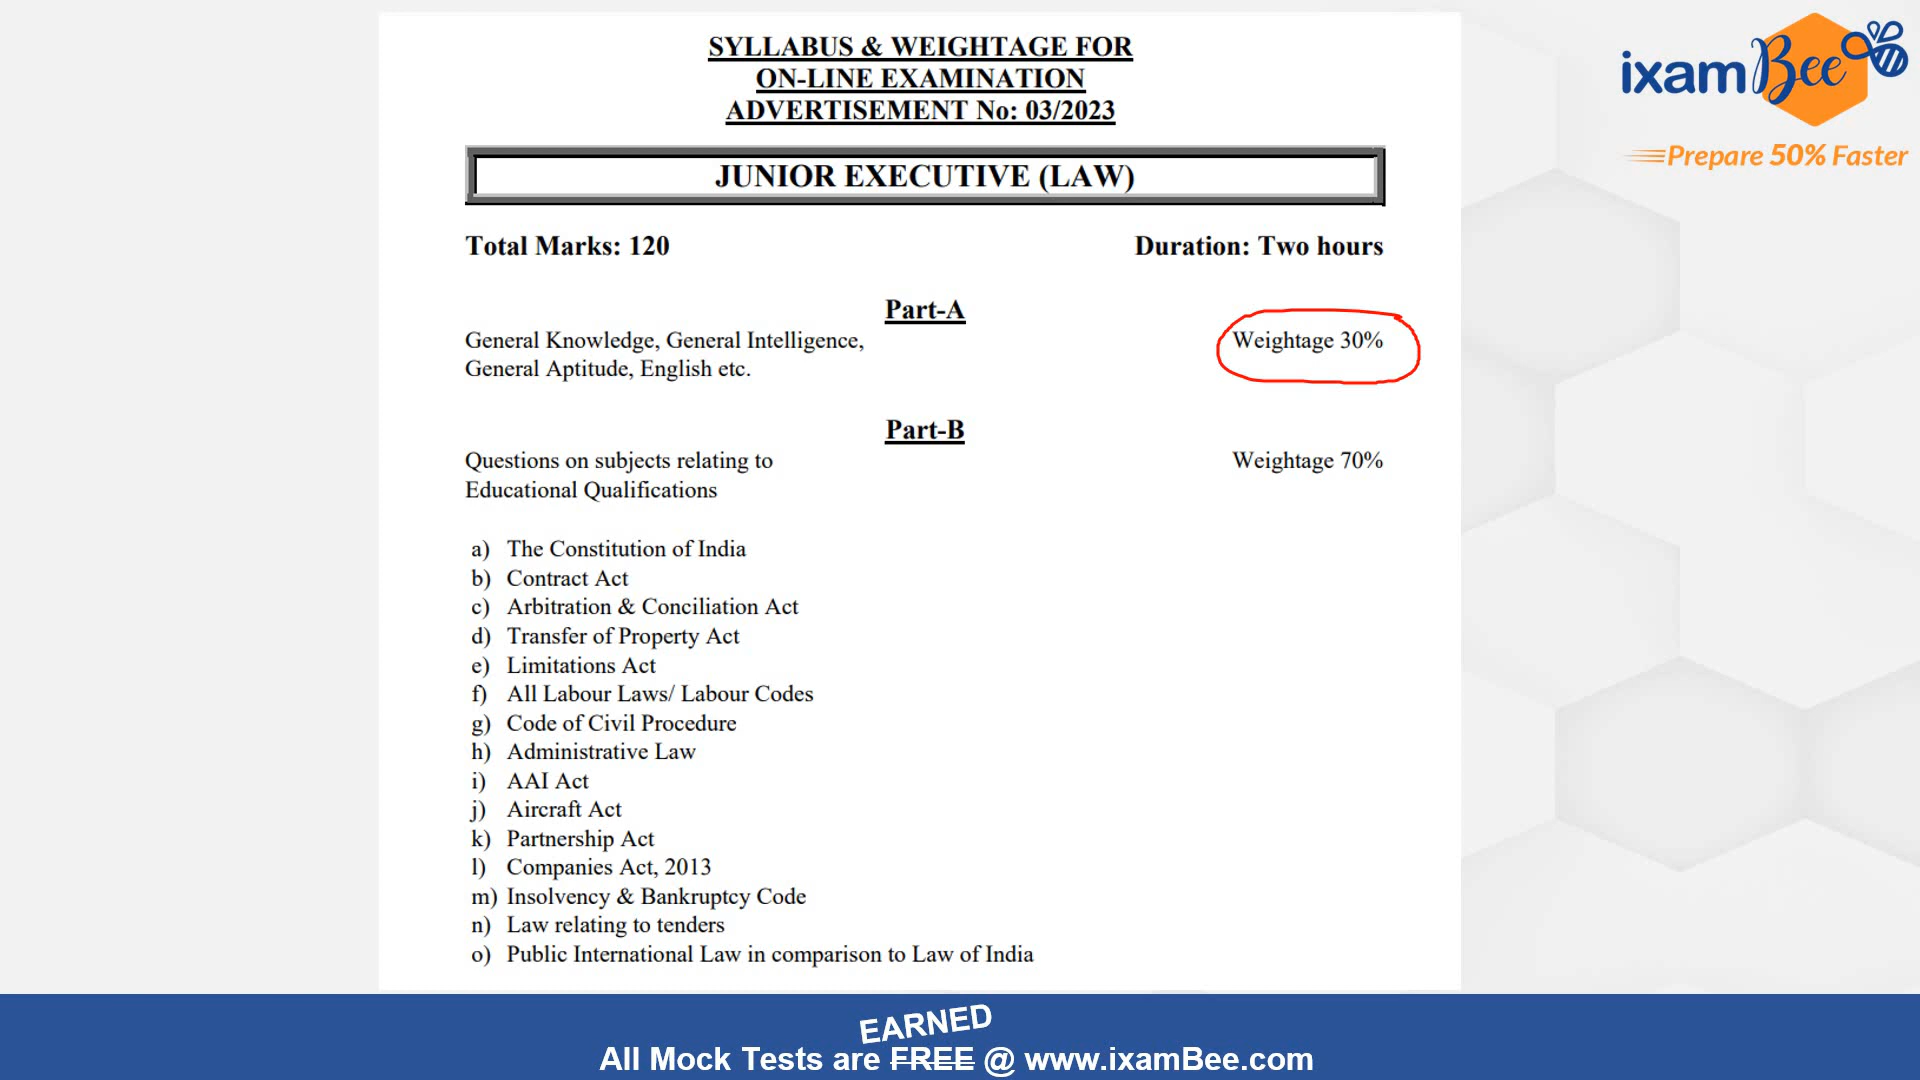 SYLLABUS & WEIGHTAGE FOR
ON-LINE EXAMINATION
ADVERTISEMENT No: 03/2023
ixamBee
Prepare 50% Faster
JUNIOR EXECUTIVE (LAW)
Total Marks: 120 Duration: Two hours
Part-A
General Knowledge, General Intelligence, Weightage 30%
General Aptitude, English etc.
Part-B
Questions on subjects relating to Weightage 70%
Educational Qualifications
a) The Constitution of India
b) Contract Act
c) Arbitration & Conciliation Act
d) Transfer of Property Act
e) Limitations Act
f) All Labour Laws/ Labour Codes
g) Code of Civil Procedure
h) Administrative Law
i) AAI Act
j) Aircraft Act
k) Partnership Act
l) Companies Act, 2013
m) Insolvency & Bankruptcy Code
n) Law relating to tenders
o) Public International Law in comparison to Law of India
EARNED
All Mock Tests are FREE @ www.ixamBee.com